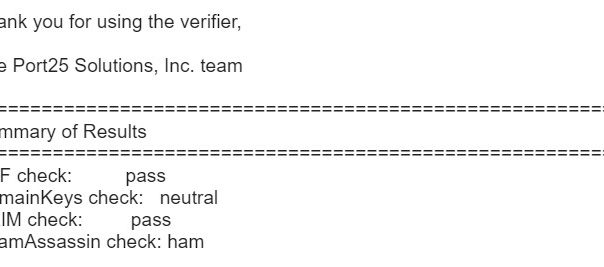 ank you for using the verifier,
e Port25 Solutions, Inc. team
=======================================================
mmary of Results
=======================================================
F check: pass
mainKeys check: neutral
IM check: pass
amAssassin check: ham